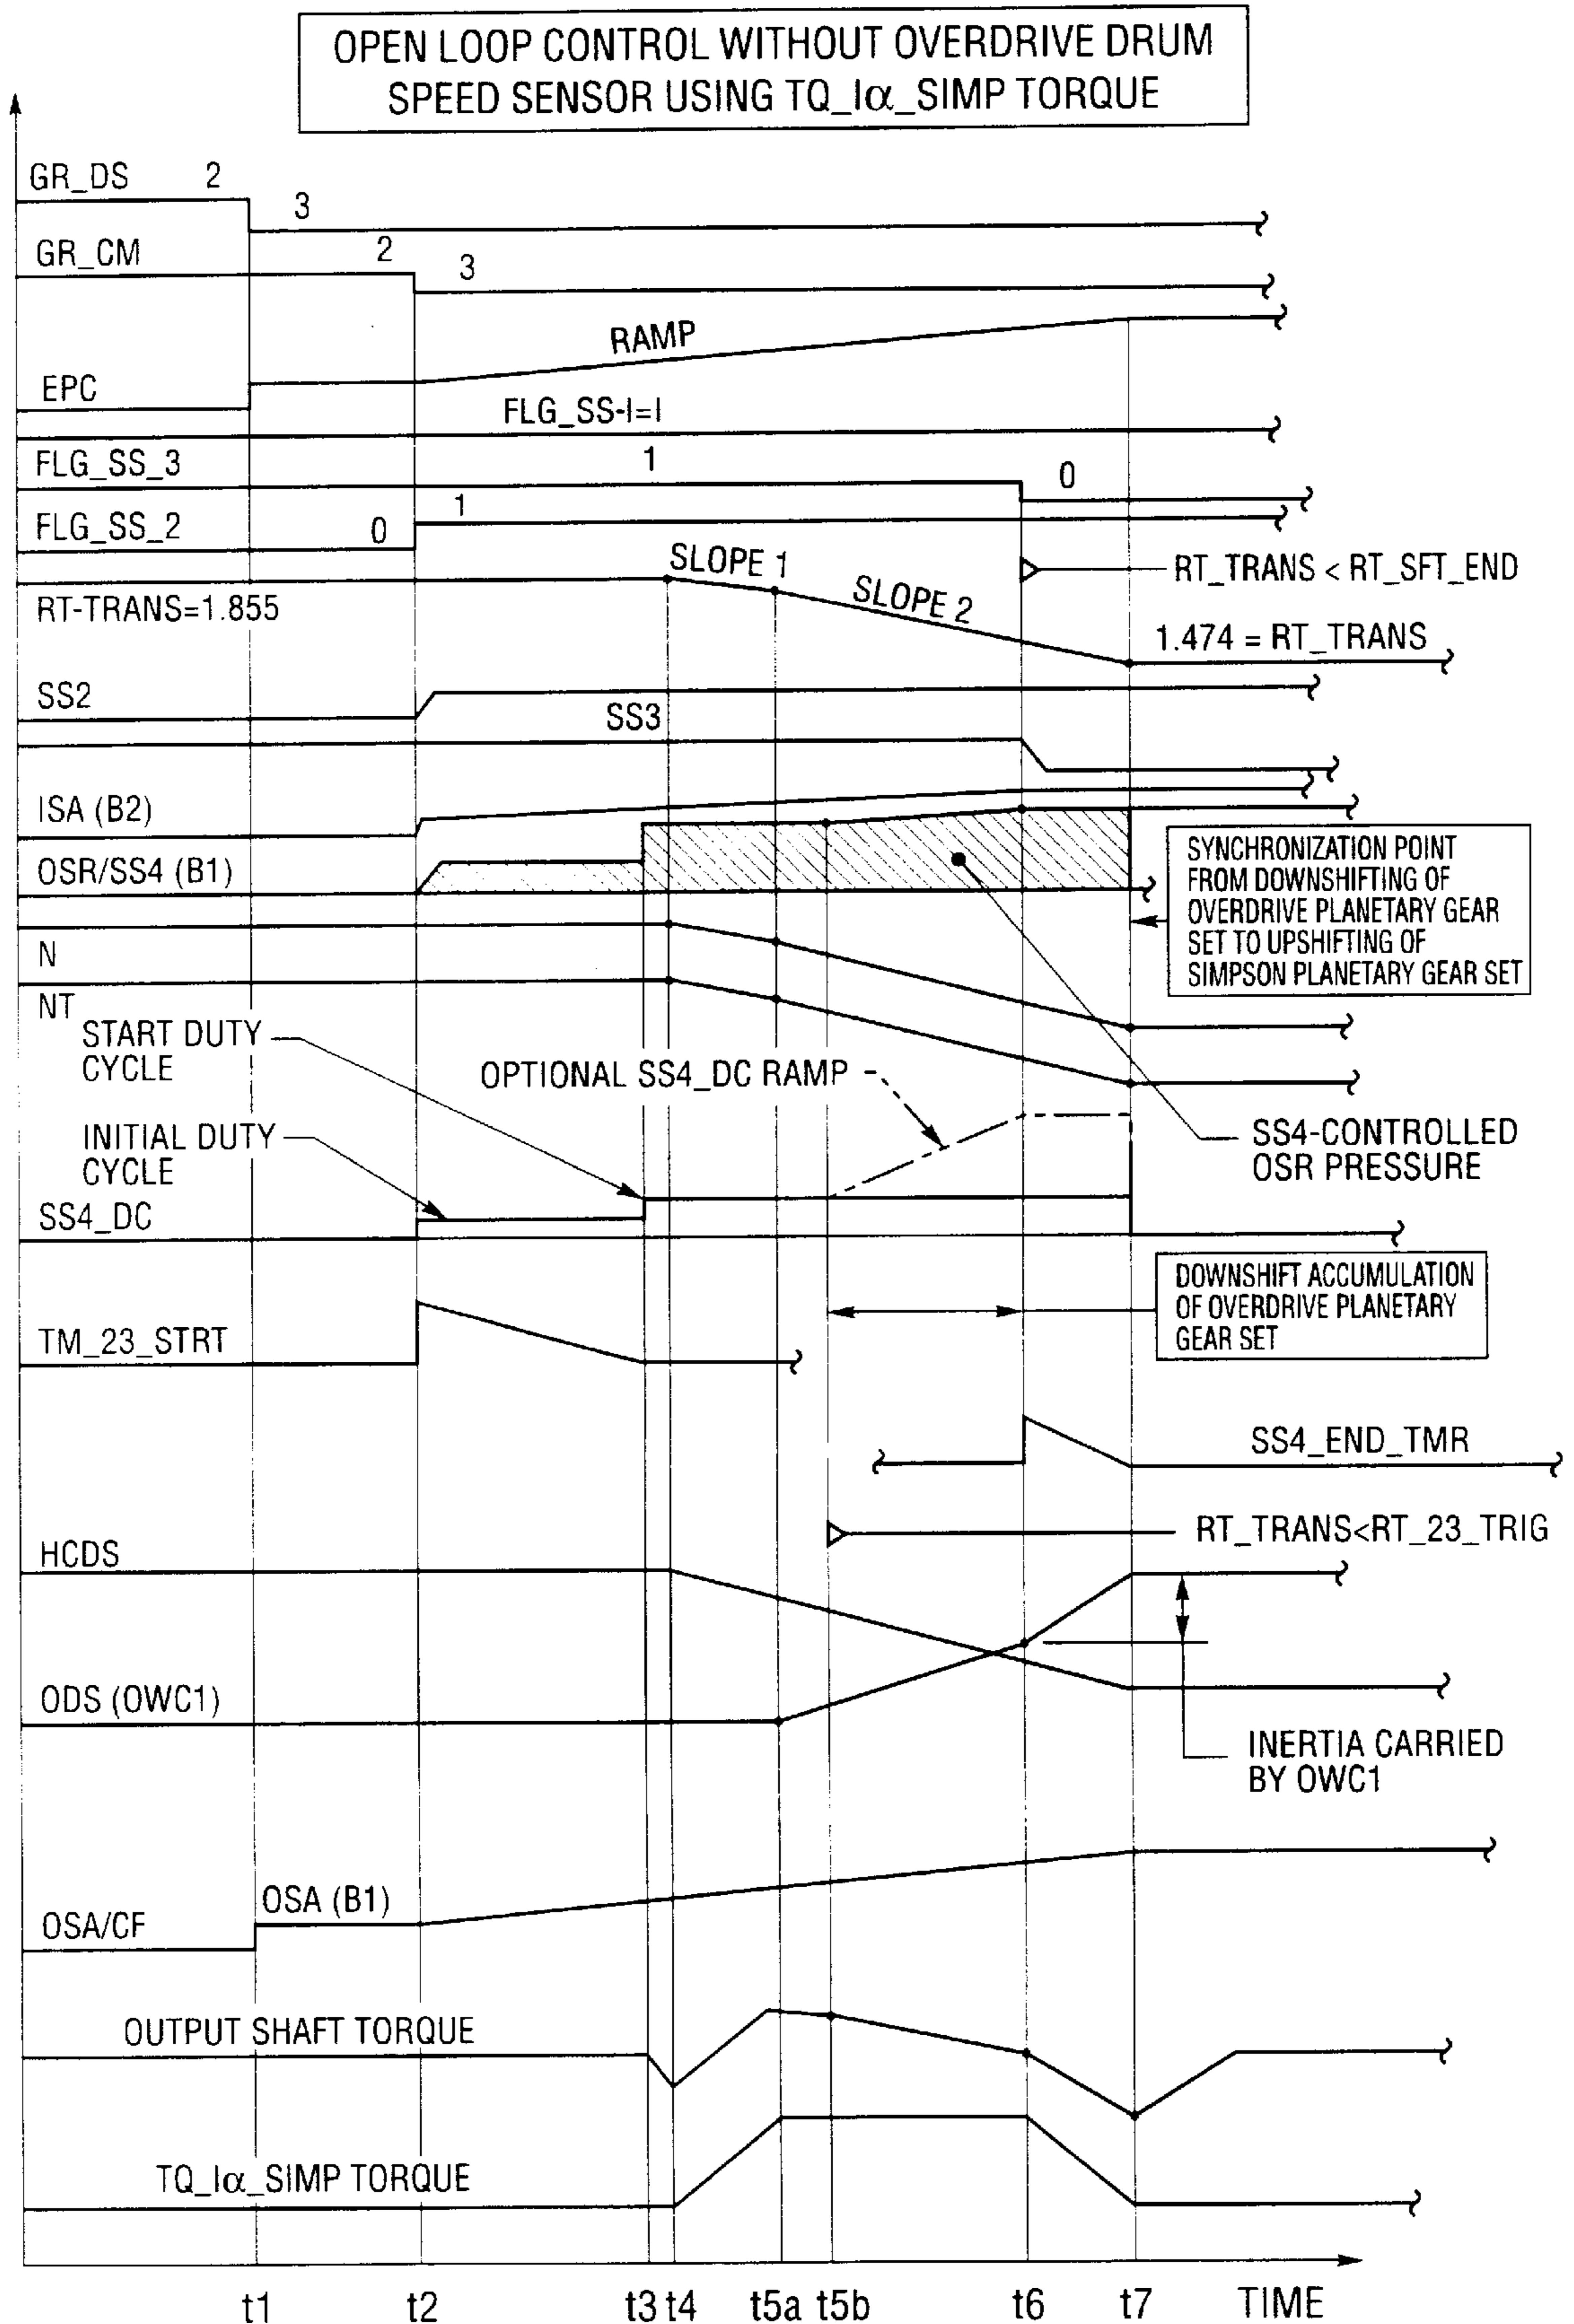 OPEN LOOP CONTROL WITHOUT OVERDRIVE DRUM
SPEED SENSOR USING TQ_Iα_SIMP TORQUE
GR_DS 2
3
GR_CM 2
3
RAMP
EPC
FLG_SS-I=I
FLG_SS_3 1
0
FLG_SS_2 0 1
SLOPE 1
RT_TRANS < RT_SFT_END
RT-TRANS=1.855
SLOPE 2
1.474 = RT_TRANS
SS2
SS3
ISA (B2)
OSR/SS4 (B1)
SYNCHRONIZATION POINT
FROM DOWNSHIFTING OF
OVERDRIVE PLANETARY GEAR
SET TO UPSHIFTING OF
SIMPSON PLANETARY GEAR SET
N
NT
START DUTY
CYCLE
OPTIONAL SS4_DC RAMP
INITIAL DUTY
CYCLE
SS4-CONTROLLED
OSR PRESSURE
SS4_DC
DOWNSHIFT ACCUMULATION
OF OVERDRIVE PLANETARY
GEAR SET
TM_23_STRT
SS4_END_TMR
RT_TRANS<RT_23_TRIG
HCDS
ODS (OWC1)
INERTIA CARRIED
BY OWC1
OSA (B1)
OSA/CF
OUTPUT SHAFT TORQUE
TQ_Iα_SIMP TORQUE
t1 t2 t3 t4 t5a t5b t6 t7 TIME